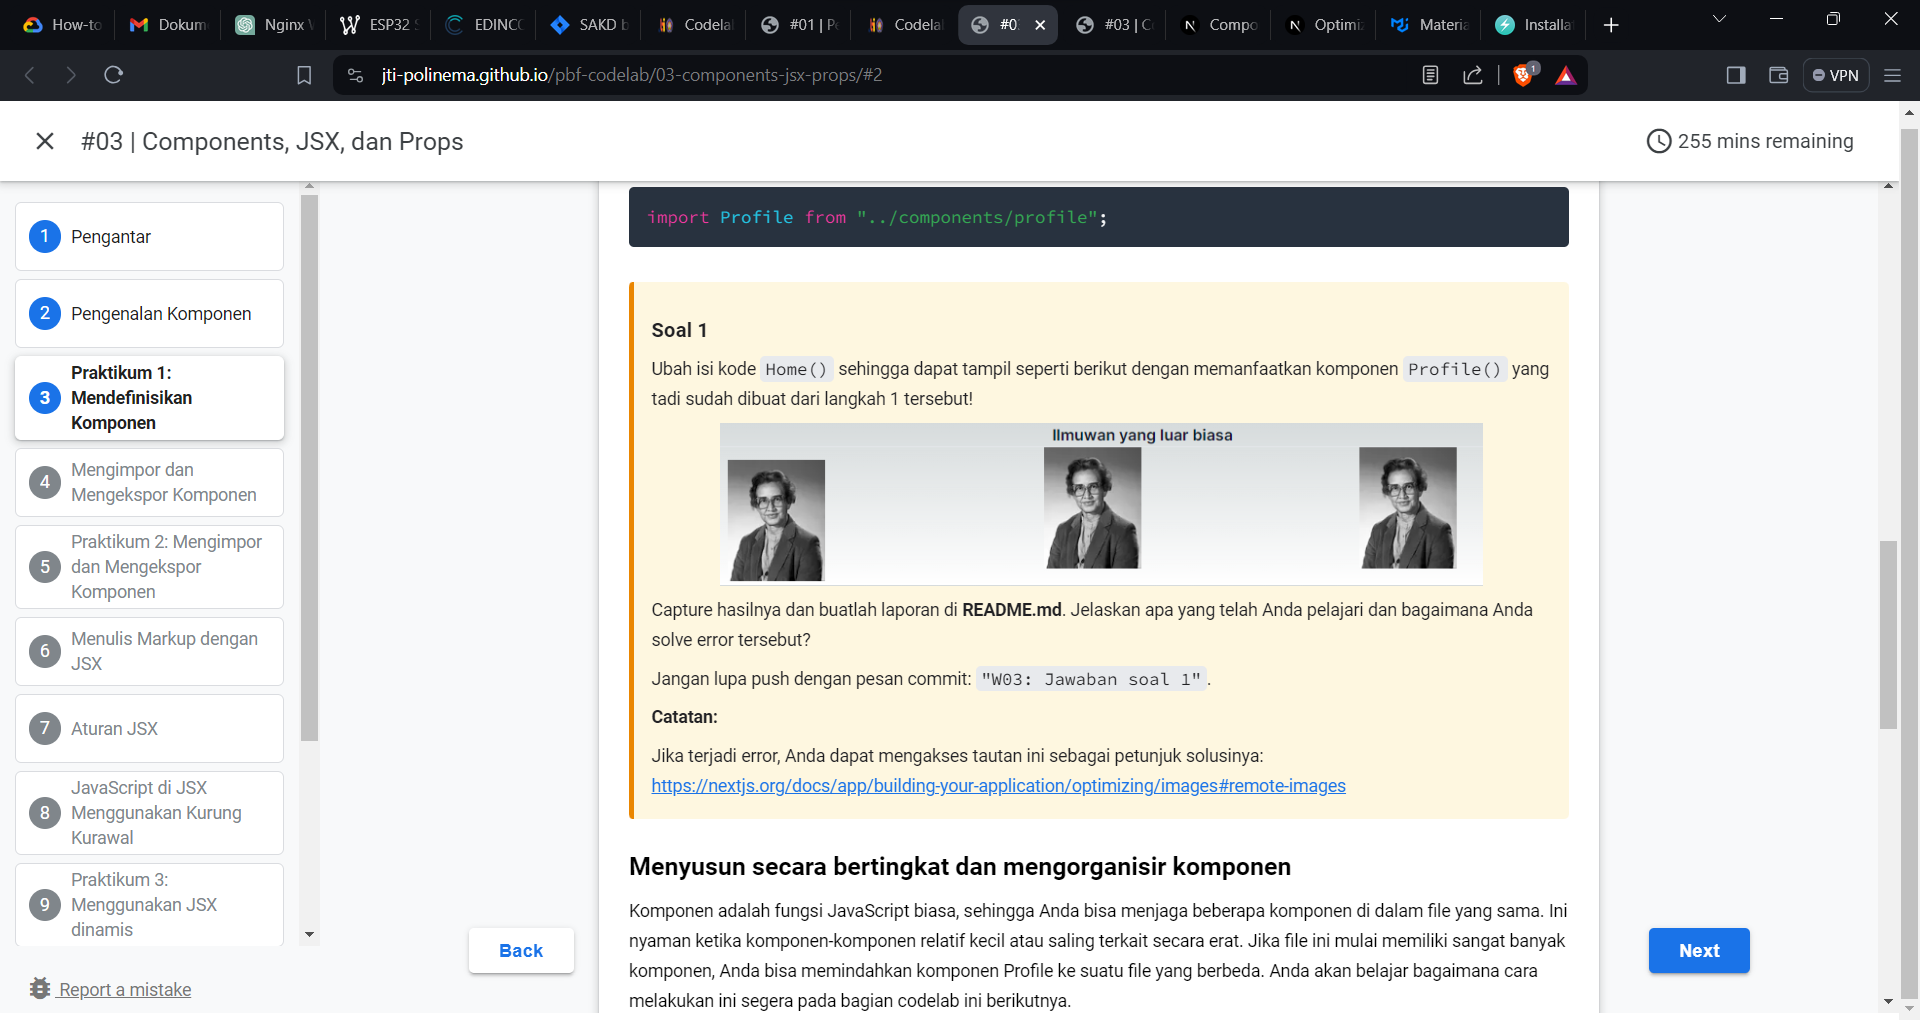 How-to
Dokum
Nginx
ESP32 S
EDINCO
SAKD b
Codelal
#01 | Pe
Codelal
#0
#03 | C
Compo
Optimiz
Materia
Installat
jti-polinema.github.io/pbf-codelab/03-components-jsx-props/#2
1
VPN
#03 | Components, JSX, dan Props
255 mins remaining
1 Pengantar
2 Pengenalan Komponen
3 Praktikum 1:
Mendefinisikan
Komponen
4 Mengimpor dan
Mengekspor Komponen
5 Praktikum 2: Mengimpor
dan Mengekspor
Komponen
6 Menulis Markup dengan
JSX
7 Aturan JSX
8 JavaScript di JSX
Menggunakan Kurung
Kurawal
9 Praktikum 3:
Menggunakan JSX
dinamis
Report a mistake
import Profile from "../components/profile";
Soal 1
Ubah isi kode Home() sehingga dapat tampil seperti berikut dengan memanfaatkan komponen Profile() yang
tadi sudah dibuat dari langkah 1 tersebut!
Ilmuwan yang luar biasa
Capture hasilnya dan buatlah laporan di README.md. Jelaskan apa yang telah Anda pelajari dan bagaimana Anda
solve error tersebut?
Jangan lupa push dengan pesan commit: "W03: Jawaban soal 1".
Catatan:
Jika terjadi error, Anda dapat mengakses tautan ini sebagai petunjuk solusinya:
https://nextjs.org/docs/app/building-your-application/optimizing/images#remote-images
Menyusun secara bertingkat dan mengorganisir komponen
Komponen adalah fungsi JavaScript biasa, sehingga Anda bisa menjaga beberapa komponen di dalam file yang sama. Ini
nyaman ketika komponen-komponen relatif kecil atau saling terkait secara erat. Jika file ini mulai memiliki sangat banyak
komponen, Anda bisa memindahkan komponen Profile ke suatu file yang berbeda. Anda akan belajar bagaimana cara
melakukan ini segera pada bagian codelab ini berikutnya.
Back
Next